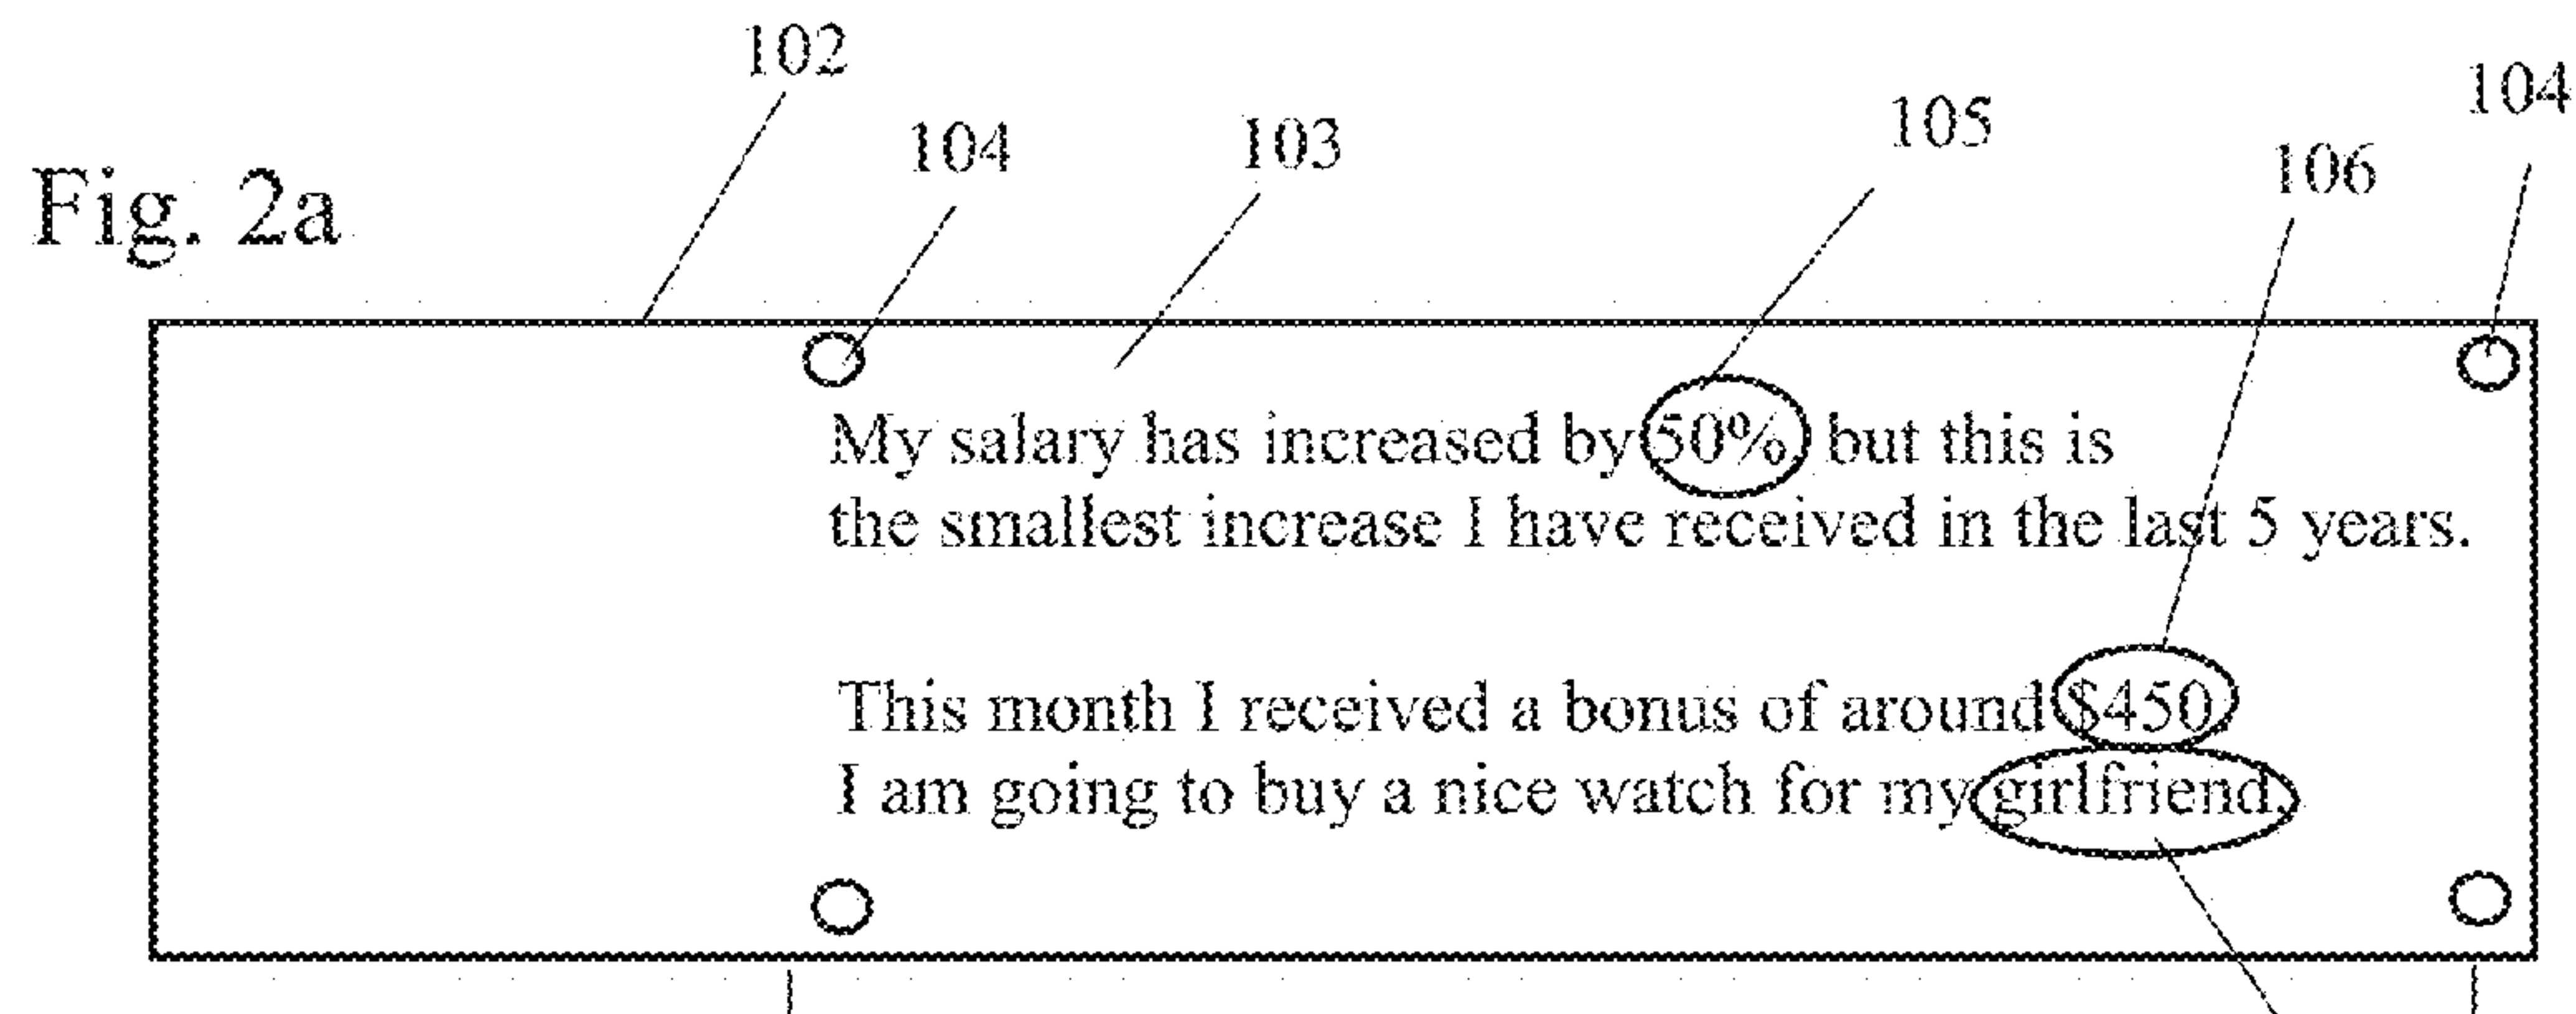 102
104
103
105
106
104
Fig. 2a
My salary has increased by 50%, but this is
the smallest increase I have received in the last 5 years.
This month I received a bonus of around $450.
I am going to buy a nice watch for my girlfriend.